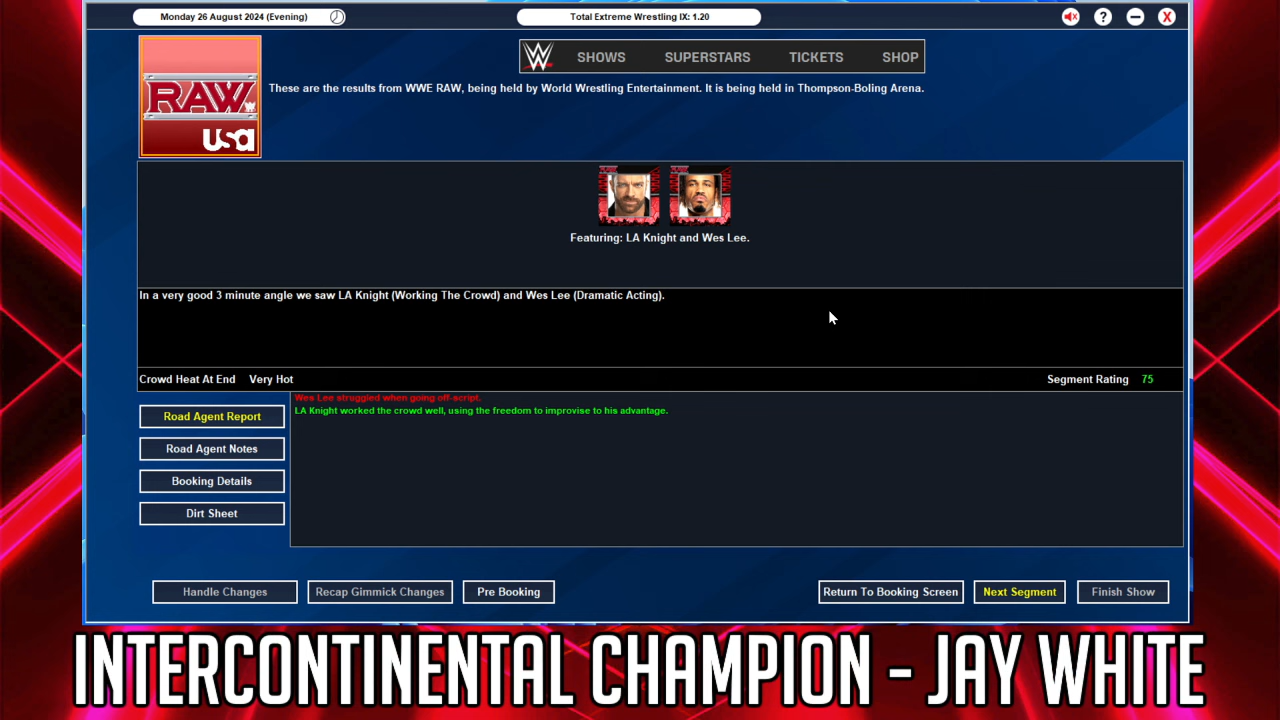 Monday 26 August 2024 (Evening)
Total Extreme Wrestling IX: 1.20
W
SHOWS
SUPERSTARS
TICKETS
SHOP
RAW
USA
These are the results from WWE RAW, being held by World Wrestling Entertainment. It is being held in Thompson-Boling Arena.
Featuring: LA Knight and Wes Lee.
In a very good 3 minute angle we saw LA Knight (Working The Crowd) and Wes Lee (Dramatic Acting).
Crowd Heat At End Very Hot
Segment Rating 75
Wes Lee struggled when going off-script.
LA Knight worked the crowd well, using the freedom to improvise to his advantage.
Road Agent Report
Road Agent Notes
Booking Details
Dirt Sheet
Handle Changes
Recap Gimmick Changes
Pre Booking
Return To Booking Screen
Next Segment
Finish Show
INTERCONTINENTAL CHAMPION - JAY WHITE